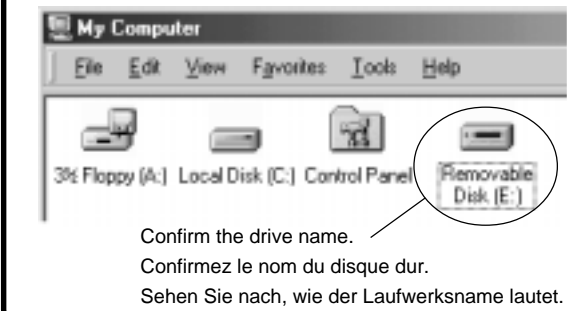 My Computer
File Edit View Favorites Tools Help
3½ Floppy (A:) Local Disk (C:) Control Panel Removable
Disk (E:)
Confirm the drive name.
Confirmez le nom du disque dur.
Sehen Sie nach, wie der Laufwerksname lautet.